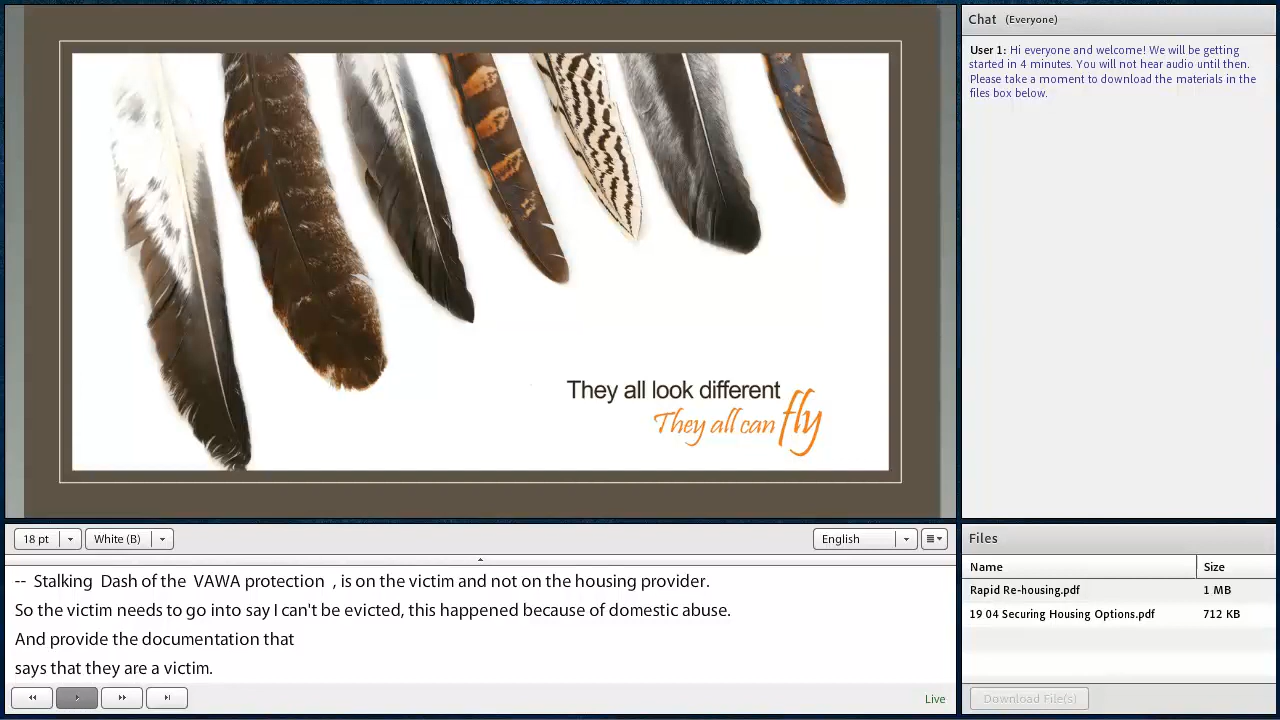 They all look different
They all can fly
Chat (Everyone)
User 1: Hi everyone and welcome! We will be getting
started in 4 minutes. You will not hear audio until then.
Please take a moment to download the materials in the
files box below.
18 pt
White (B)
English
-- Stalking Dash of the VAWA protection , is on the victim and not on the housing provider.
So the victim needs to go into say I can't be evicted, this happened because of domestic abuse.
And provide the documentation that
says that they are a victim.
Live
Files
Name Size
Rapid Re-housing.pdf 1 MB
19 04 Securing Housing Options.pdf 712 KB
Download File(s)